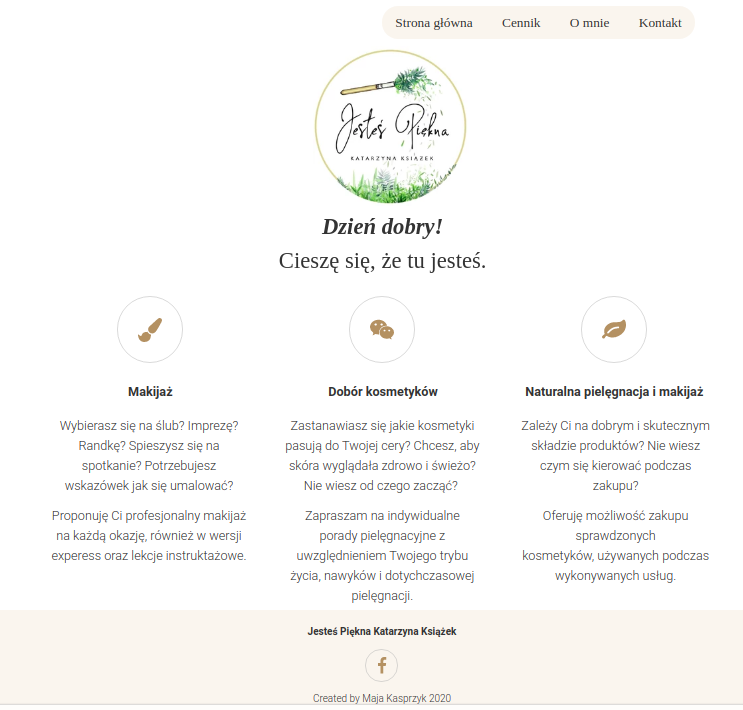 Strona główna Cennik O mnie Kontakt
Jesteś Piękna
KATARZYNA KSIĄŻEK
Dzień dobry!
Cieszę się, że tu jesteś.
Makijaż
Wybierasz się na ślub? Imprezę?
Randkę? Spieszysz się na
spotkanie? Potrzebujesz
wskazówek jak się umalować?
Proponuję Ci profesjonalny makijaż
na każdą okazję, również w wersji
experess oraz lekcje instruktażowe.
Dobór kosmetyków
Zastanawiasz się jakie kosmetyki
pasują do Twojej cery? Chcesz, aby
skóra wyglądała zdrowo i świeżo?
Nie wiesz od czego zacząć?
Zapraszam na indywidualne
porady pielęgnacyjne z
uwzględnieniem Twojego trybu
życia, nawyków i dotychczasowej
pielęgnacji.
Naturalna pielęgnacja i makijaż
Zależy Ci na dobrym i skutecznym
składzie produktów? Nie wiesz
czym się kierować podczas
zakupu?
Oferuję możliwość zakupu
sprawdzonych
kosmetyków, używanych podczas
wykonywanych usług.
Jesteś Piękna Katarzyna Książek
Created by Maja Kasprzyk 2020